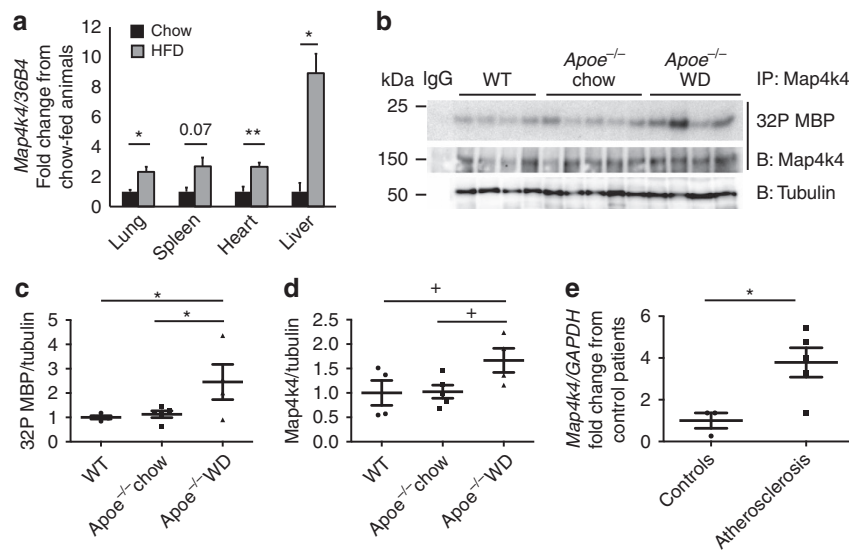 a
Map4k4/36B4
Fold change from
chow-fed animals
12
10
8
6
4
2
0
Chow
HFD
*
0.07
**
*
Lung
Spleen
Heart
Liver
b
kDa
IgG
WT
Apoe−/−
chow
Apoe−/−
WD
IP: Map4k4
25
32P MBP
150
B: Map4k4
50
B: Tubulin
c
32P MBP/tubulin
5
4
3
2
1
0
*
*
WT
Apoe−/− chow
Apoe−/− WD
d
Map4k4/tubulin
2.5
2.0
1.5
1.0
0.5
0.0
+
+
WT
Apoe−/− chow
Apoe−/− WD
e
Map4k4/GAPDH
fold change from
control patients
6
4
2
0
*
Controls
Atherosclerosis